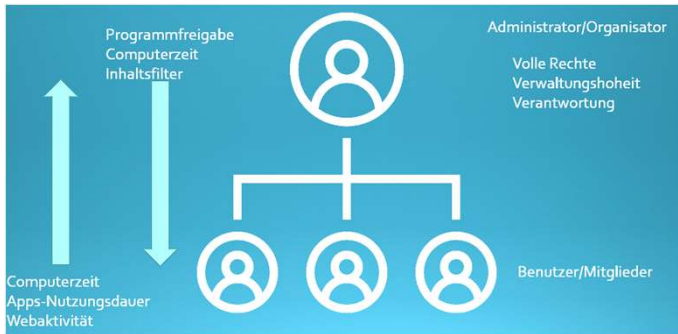 Programmfreigabe
Computerzeit
Inhaltsfilter
Administrator/Organisator
Volle Rechte
Verwaltungshoheit
Verantwortung
Computerzeit
Apps-Nutzungsdauer
Webaktivität
Benutzer/Mitglieder